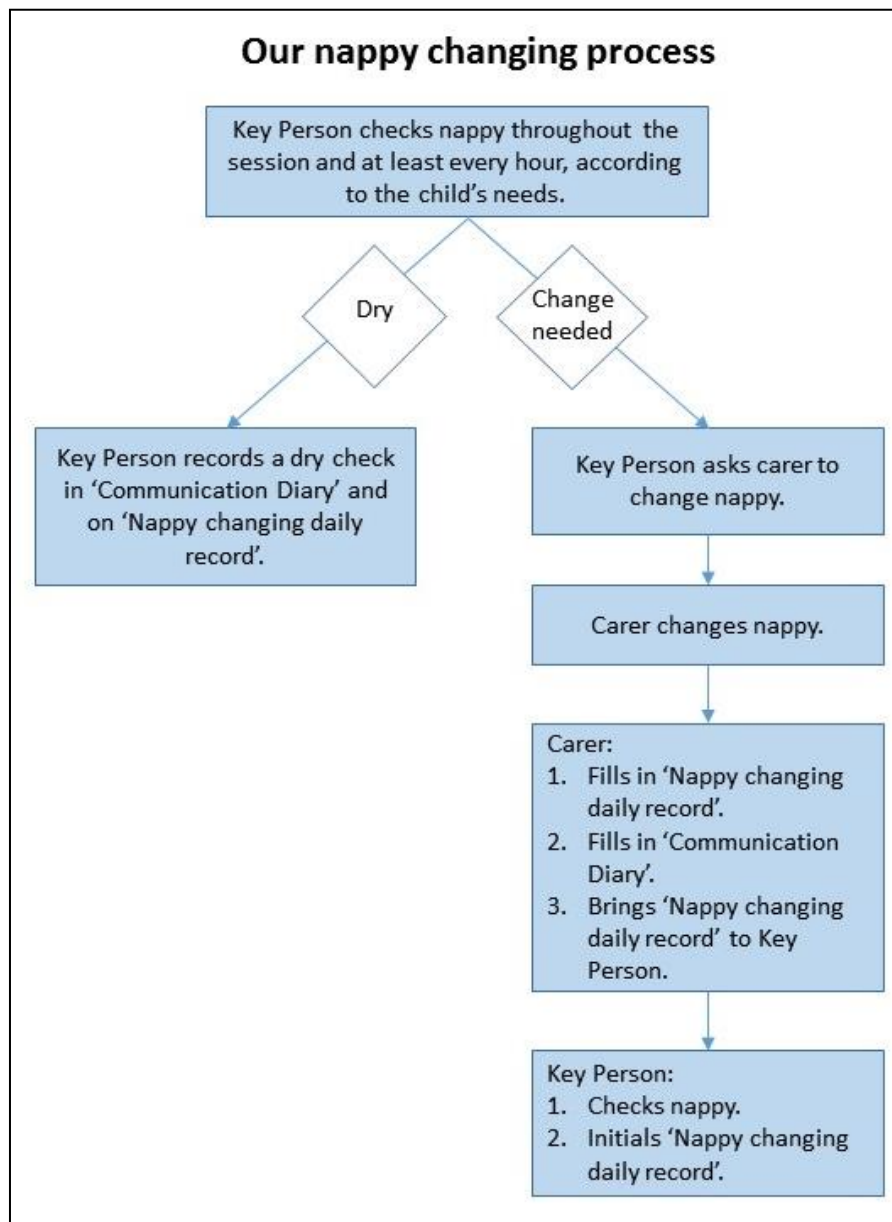 Our nappy changing process
Key Person checks nappy throughout the
session and at least every hour, according
to the child’s needs.
Dry
Change
needed
Key Person records a dry check
in ‘Communication Diary’ and
on ‘Nappy changing daily
record’.
Key Person asks carer to
change nappy.
Carer changes nappy.
Carer:
1. Fills in ‘Nappy changing
daily record’.
2. Fills in ‘Communication
Diary’.
3. Brings ‘Nappy changing
daily record’ to Key
Person.
Key Person:
1. Checks nappy.
2. Initials ‘Nappy changing
daily record’.